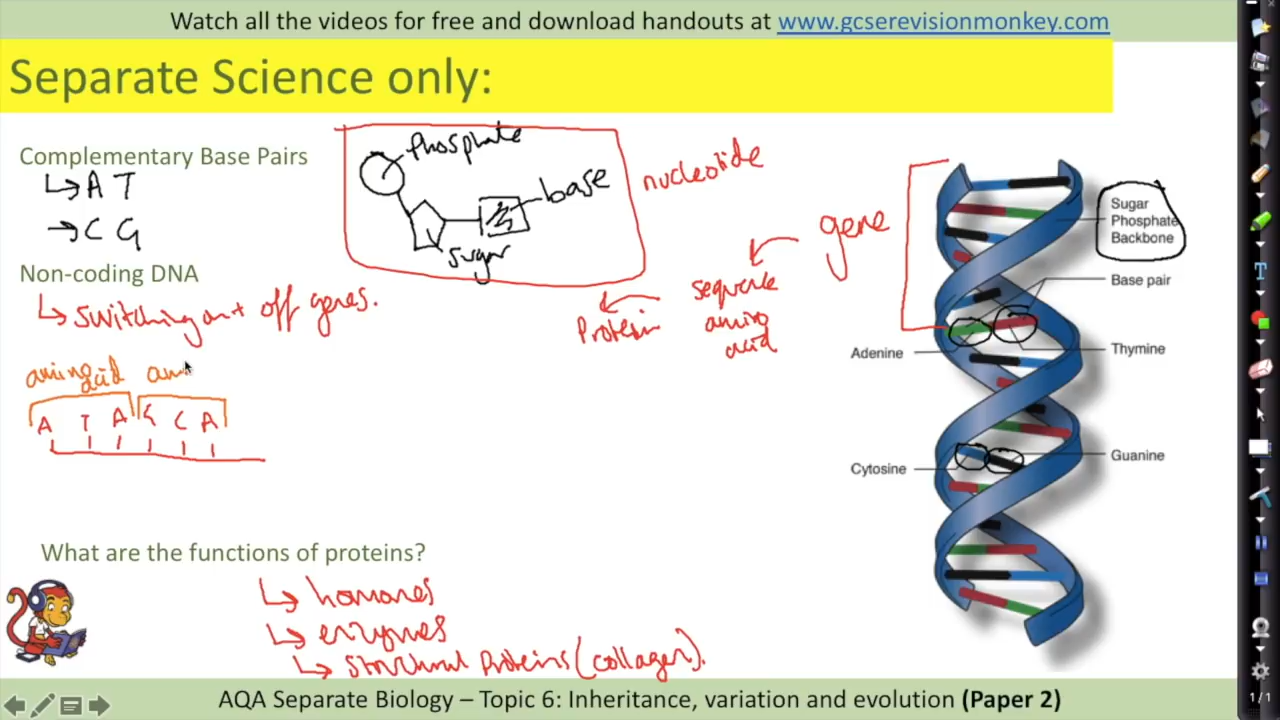 Watch all the videos for free and download handouts at www.gcserevisionmonkey.com
Separate Science only:
Complementary Base Pairs
A T
C G
Non-coding DNA
switching on + off genes.
amino acid am
A T A G C A
Phosphate
base
sugar
nucleotide
gene
sequence
amino
acid
Protein
Sugar
Phosphate
Backbone
Base pair
Adenine
Thymine
Cytosine
Guanine
What are the functions of proteins?
hormones
enzymes
structural proteins (collagen).
AQA Separate Biology – Topic 6: Inheritance, variation and evolution (Paper 2)
1/1